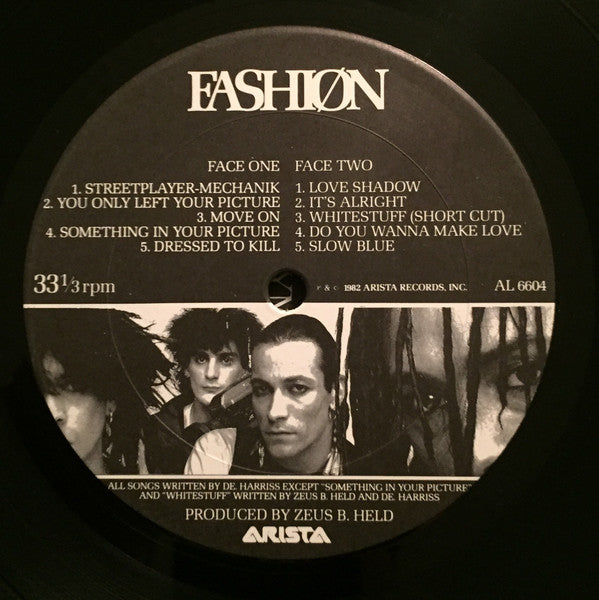 FASHIØN
FACE ONE
1. STREETPLAYER-MECHANIK
2. YOU ONLY LEFT YOUR PICTURE
3. MOVE ON
4. SOMETHING IN YOUR PICTURE
5. DRESSED TO KILL
FACE TWO
1. LOVE SHADOW
2. IT'S ALRIGHT
3. WHITESTUFF (SHORT CUT)
4. DO YOU WANNA MAKE LOVE
5. SLOW BLUE
33 1/3 rpm
℗ & © 1982 ARISTA RECORDS, INC.
AL 6604
ALL SONGS WRITTEN BY DE. HARRISS EXCEPT "SOMETHING IN YOUR PICTURE"
AND "WHITESTUFF" WRITTEN BY ZEUS B. HELD AND DE. HARRISS
PRODUCED BY ZEUS B. HELD
ARISTA